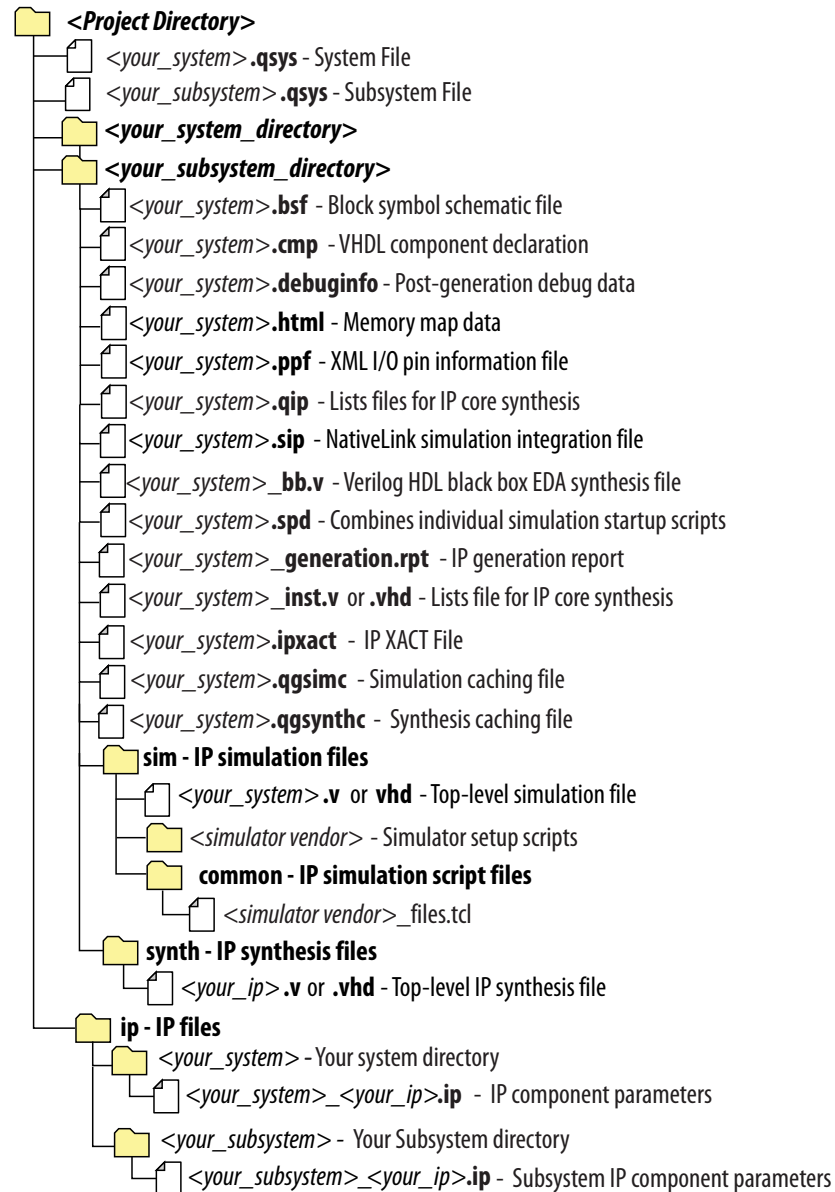 <Project Directory>
<your_system>.qsys - System File
<your_subsystem>.qsys - Subsystem File
<your_system_directory>
<your_subsystem_directory>
<your_system>.bsf - Block symbol schematic file
<your_system>.cmp - VHDL component declaration
<your_system>.debuginfo - Post-generation debug data
<your_system>.html - Memory map data
<your_system>.ppf - XML I/O pin information file
<your_system>.qip - Lists files for IP core synthesis
<your_system>.sip - NativeLink simulation integration file
<your_system>_bb.v - Verilog HDL black box EDA synthesis file
<your_system>.spd - Combines individual simulation startup scripts
<your_system>_generation.rpt - IP generation report
<your_system>_inst.v or .vhd - Lists file for IP core synthesis
<your_system>.ipxact - IP XACT File
<your_system>.qgsimc - Simulation caching file
<your_system>.qgsynthc - Synthesis caching file
sim - IP simulation files
<your_system>.v or vhd - Top-level simulation file
<simulator vendor> - Simulator setup scripts
common - IP simulation script files
<simulator vendor>_files.tcl
synth - IP synthesis files
<your_ip>.v or .vhd - Top-level IP synthesis file
ip - IP files
<your_system> - Your system directory
<your_system>_<your_ip>.ip - IP component parameters
<your_subsystem> - Your Subsystem directory
<your_subsystem>_<your_ip>.ip - Subsystem IP component parameters